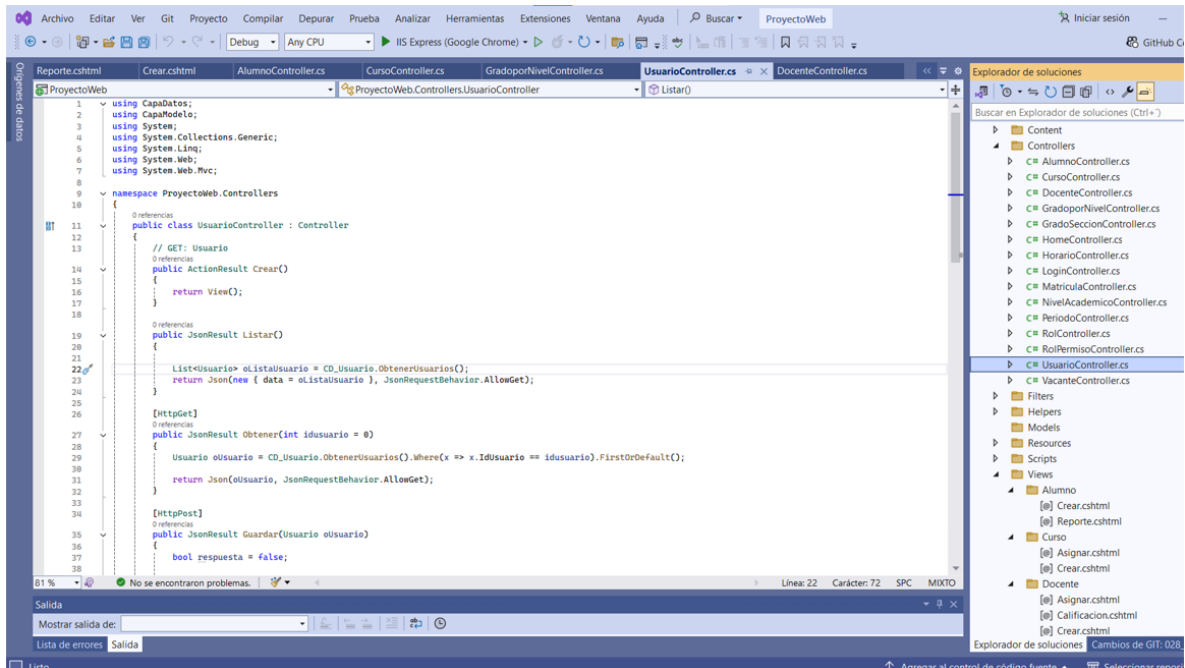 Archivo Editar Ver Git Proyecto Compilar Depurar Prueba Analizar Herramientas Extensiones Ventana Ayuda Buscar ProyectoWeb Iniciar sesión
Debug Any CPU IIS Express (Google Chrome) GitHub Co
Orígenes de datos
Reporte.cshtml Crear.cshtml AlumnoController.cs CursoController.cs GradoporNivelController.cs UsuarioController.cs DocenteController.cs
ProyectoWeb ProyectoWeb.Controllers.UsuarioController Listar()
1 using CapaDatos;
2 using CapaModelo;
3 using System;
4 using System.Collections.Generic;
5 using System.Linq;
6 using System.Web;
7 using System.Web.Mvc;
8
9 namespace ProyectoWeb.Controllers
10 {
0 referencias
11 public class UsuarioController : Controller
12 {
13 // GET: Usuario
0 referencias
14 public ActionResult Crear()
15 {
16 return View();
17 }
18
0 referencias
19 public JsonResult Listar()
20 {
21
22 List<Usuario> oListaUsuario = CD_Usuario.ObtenerUsuarios();
23 return Json(new { data = oListaUsuario }, JsonRequestBehavior.AllowGet);
24 }
25
26 [HttpGet]
0 referencias
27 public JsonResult Obtener(int idusuario = 0)
28 {
29 Usuario oUsuario = CD_Usuario.ObtenerUsuarios().Where(x => x.IdUsuario == idusuario).FirstOrDefault();
30
31 return Json(oUsuario, JsonRequestBehavior.AllowGet);
32 }
33
34 [HttpPost]
0 referencias
35 public JsonResult Guardar(Usuario oUsuario)
36 {
37 bool respuesta = false;
38
81 % No se encontraron problemas. Línea: 22 Carácter: 72 SPC MIXTO
Salida
Mostrar salida de:
Lista de errores Salida
Explorador de soluciones
Buscar en Explorador de soluciones (Ctrl+¨)
Content
Controllers
C# AlumnoController.cs
C# CursoController.cs
C# DocenteController.cs
C# GradoporNivelController.cs
C# GradoSeccionController.cs
C# HomeController.cs
C# HorarioController.cs
C# LoginController.cs
C# MatriculaController.cs
C# NivelAcademicoController.cs
C# PeriodoController.cs
C# RolController.cs
C# RolPermisoController.cs
C# UsuarioController.cs
C# VacanteController.cs
Filters
Helpers
Models
Resources
Scripts
Views
Alumno
[@] Crear.cshtml
[@] Reporte.cshtml
Curso
[@] Asignar.cshtml
[@] Crear.cshtml
Docente
[@] Asignar.cshtml
[@] Calificacion.cshtml
[@] Crear.cshtml
Explorador de soluciones Cambios de GIT: 028_
Listo Agregar al control de código fuente Seleccionar reposi